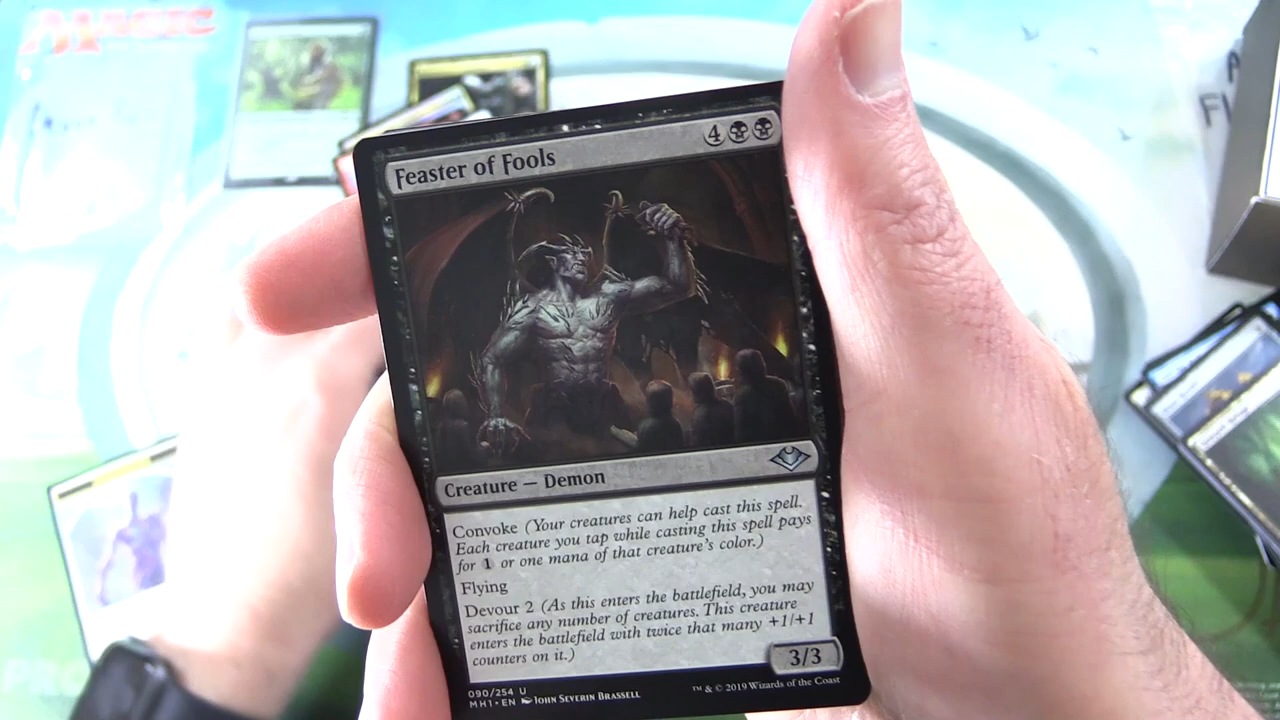 MAGIC
Feaster of Fools
4
Creature — Demon
Convoke (Your creatures can help cast this spell.
Each creature you tap while casting this spell pays
for 1 or one mana of that creature's color.)
Flying
Devour 2 (As this enters the battlefield, you may
sacrifice any number of creatures. This creature
enters the battlefield with twice that many +1/+1
counters on it.)
3/3
090/254 U
MH1 • EN John Severin Brassell
™ & © 2019 Wizards of the Coast